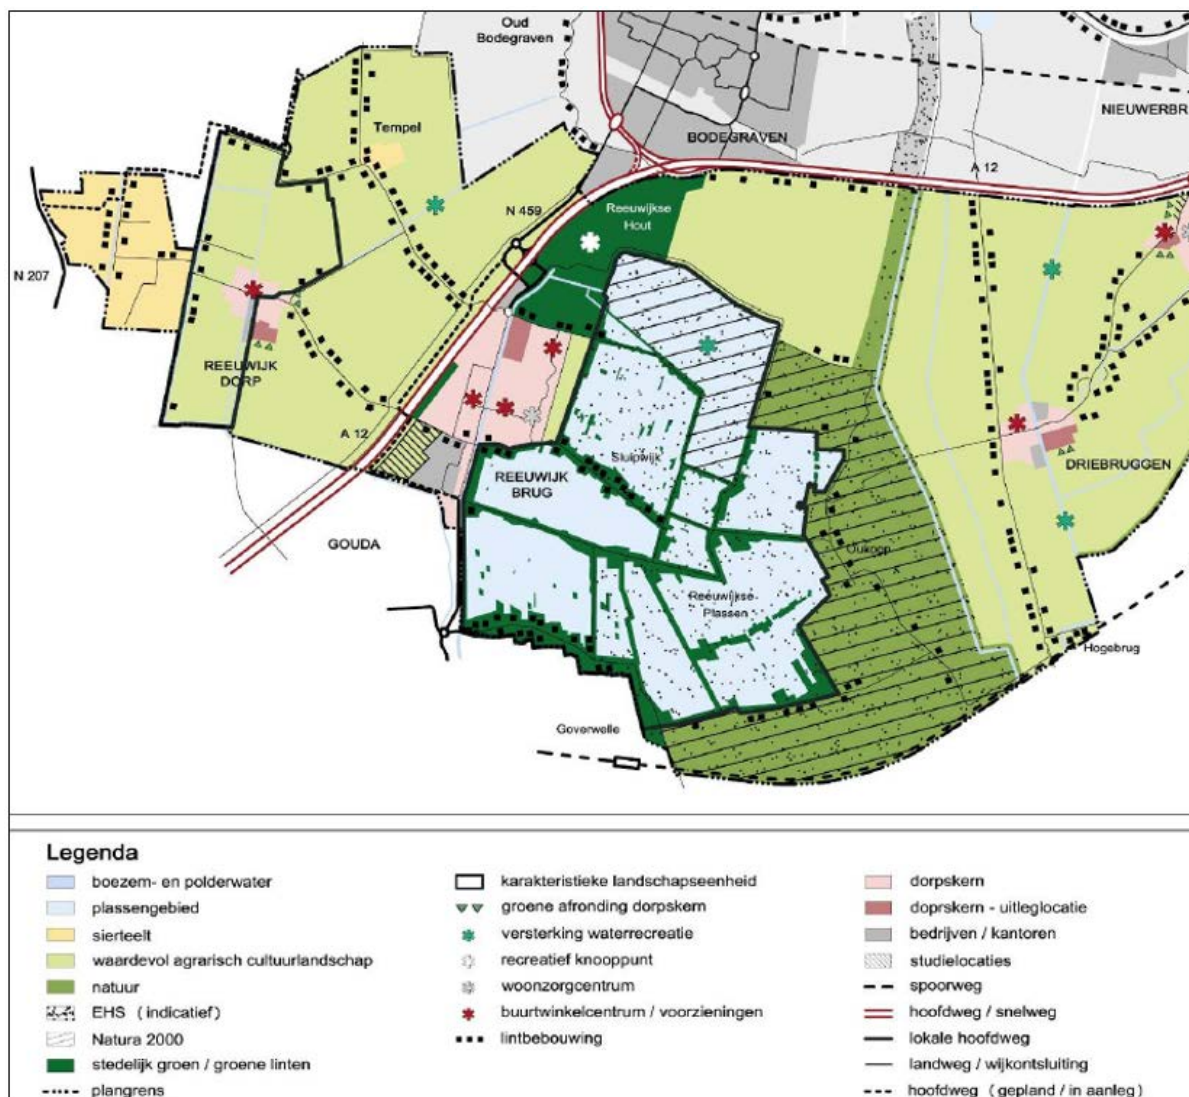 Oud
Bodegraven
NIEUWERBR
BODEGRAVEN
Tempel
A 12
N 459
Reeuwijkse
Hout
N 207
REEUWIJK
DORP
A 12
Sluipwijk
REEUWIJK
BRUG
DRIEBRUGGEN
GOUDA
Oukoop
Reeuwijkse
Plassen
Hogebrug
Goverwelle
Legenda
boezem- en polderwater
plassengebied
sierteelt
waardevol agrarisch cultuurlandschap
natuur
EHS ( indicatief )
Natura 2000
stedelijk groen / groene linten
plangrens
karakteristieke landschapseenheid
groene afronding dorpskern
versterking waterrecreatie
recreatief knooppunt
woonzorgcentrum
buurtwinkelcentrum / voorzieningen
lintbebouwing
dorpskern
doprskern - uitleglocatie
bedrijven / kantoren
studielocaties
spoorweg
hoofdweg / snelweg
lokale hoofdweg
landweg / wijkontsluiting
hoofdweg ( gepland / in aanleg )